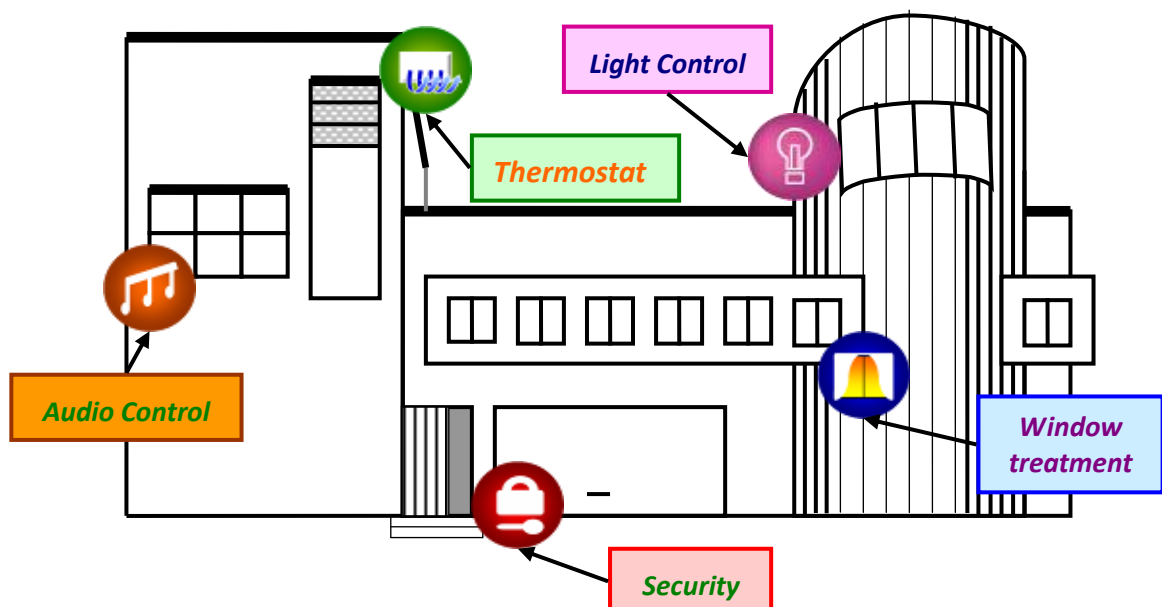 Light Control
Thermostat
Audio Control
Window
treatment
Security